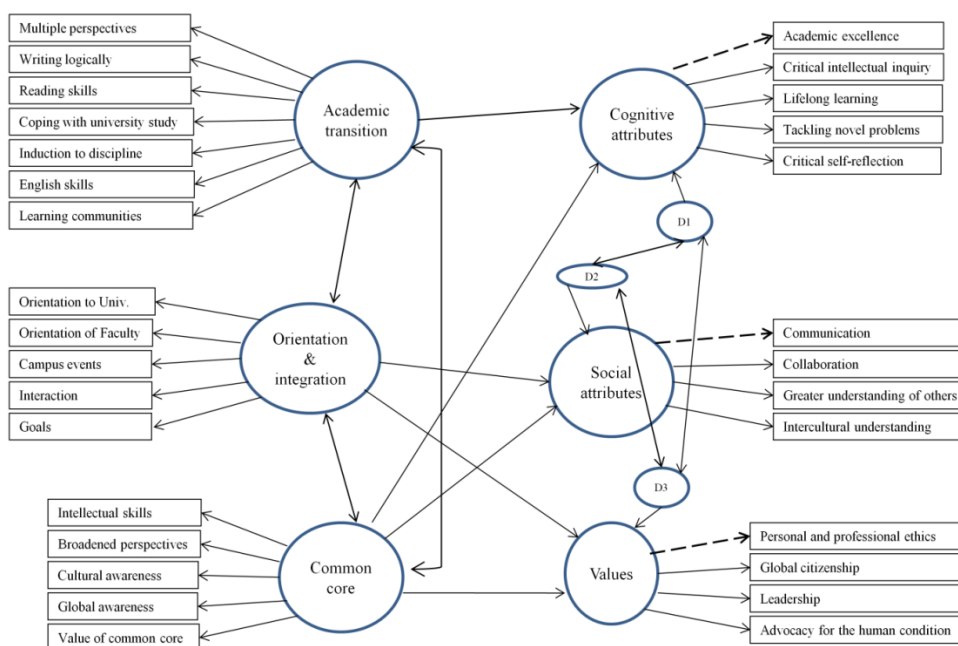 Multiple perspectives
Writing logically
Reading skills
Coping with university study
Induction to discipline
English skills
Learning communities
Academic
transition
Cognitive
attributes
Academic excellence
Critical intellectual inquiry
Lifelong learning
Tackling novel problems
Critical self-reflection
D1
D2
Orientation to Univ.
Orientation of Faculty
Campus events
Interaction
Goals
Orientation
&
integration
Social
attributes
Communication
Collaboration
Greater understanding of others
Intercultural understanding
D3
Intellectual skills
Broadened perspectives
Cultural awareness
Global awareness
Value of common core
Common
core
Values
Personal and professional ethics
Global citizenship
Leadership
Advocacy for the human condition